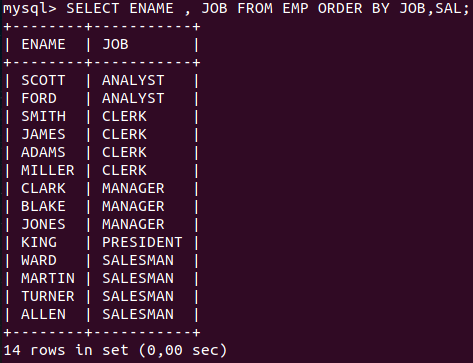 mysql> SELECT ENAME , JOB FROM EMP ORDER BY JOB,SAL;
+--------+-----------+
| ENAME  | JOB       |
+--------+-----------+
| SCOTT  | ANALYST   |
| FORD   | ANALYST   |
| SMITH  | CLERK     |
| JAMES  | CLERK     |
| ADAMS  | CLERK     |
| MILLER | CLERK     |
| CLARK  | MANAGER   |
| BLAKE  | MANAGER   |
| JONES  | MANAGER   |
| KING   | PRESIDENT |
| WARD   | SALESMAN  |
| MARTIN | SALESMAN  |
| TURNER | SALESMAN  |
| ALLEN  | SALESMAN  |
+--------+-----------+
14 rows in set (0,00 sec)